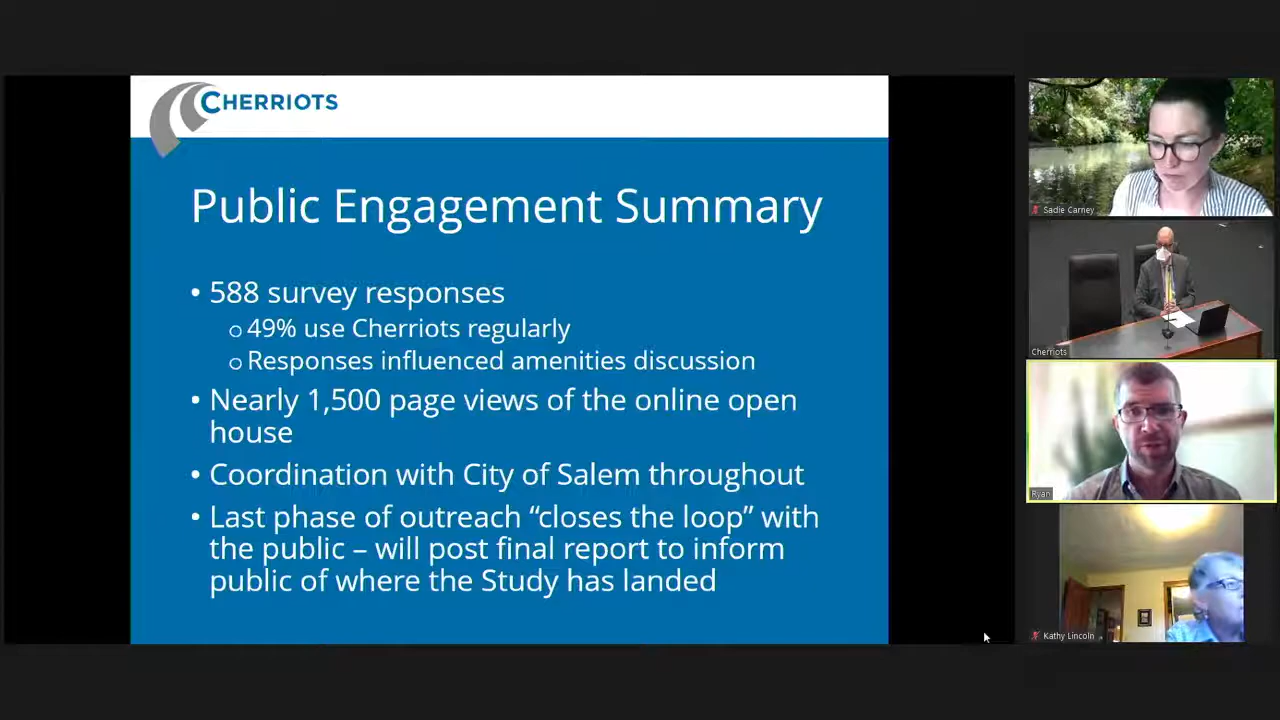 CHERRIOTS
Public Engagement Summary
• 588 survey responses
o 49% use Cherriots regularly
o Responses influenced amenities discussion
• Nearly 1,500 page views of the online open
house
• Coordination with City of Salem throughout
• Last phase of outreach “closes the loop” with
the public – will post final report to inform
public of where the Study has landed
Sadie Carney
Cherriots
Ryan
Kathy Lincoln